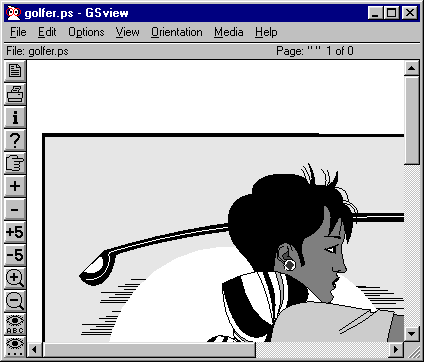 golfer.ps - GSview
File Edit Options View Orientation Media Help
File: golfer.ps Page: " " 1 of 0
i
?
+
-
+5
-5
+
-
ABC